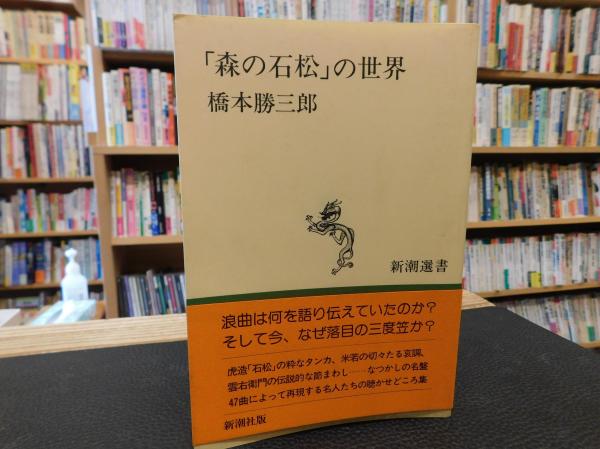 「森の石松」の世界
橋本勝三郎
新潮選書
浪曲は何を語り伝えていたのか?
そして今、なぜ落目の三度笠か?
虎造「石松」の粋なタンカ、米若の切々たる哀調、
雲右衛門の伝説的な節まわし……なつかしの名盤
47曲によって再現する名人たちの聴かせどころ集
新潮社版